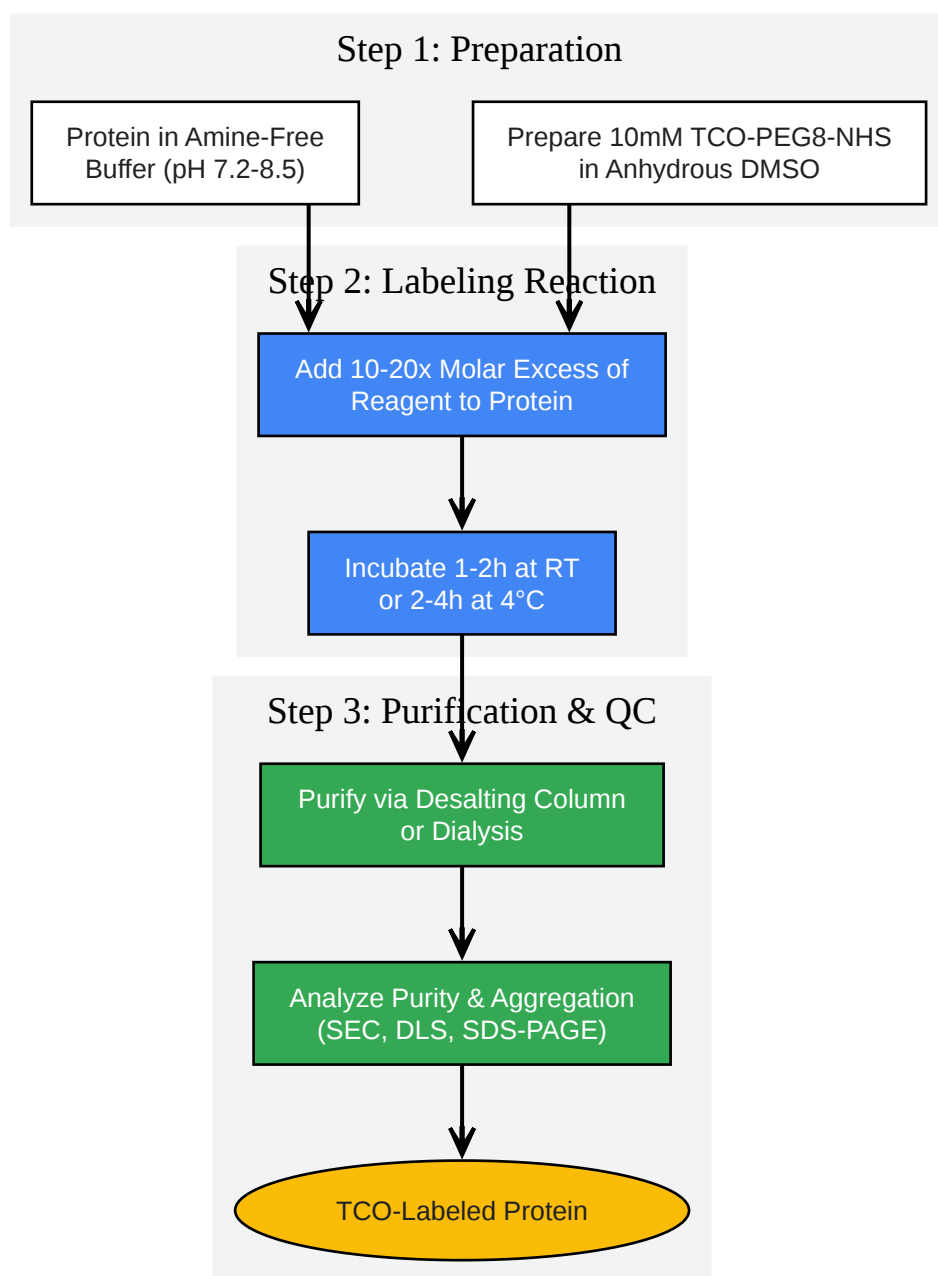 Step 1: Preparation
Protein in Amine-Free
Buffer (pH 7.2-8.5)
Prepare 10mM TCO-PEG8-NHS
in Anhydrous DMSO
Step 2: Labeling Reaction
Add 10-20x Molar Excess of
Reagent to Protein
Incubate 1-2h at RT
or 2-4h at 4°C
Step 3: Purification & QC
Purify via Desalting Column
or Dialysis
Analyze Purity & Aggregation
(SEC, DLS, SDS-PAGE)
TCO-Labeled Protein